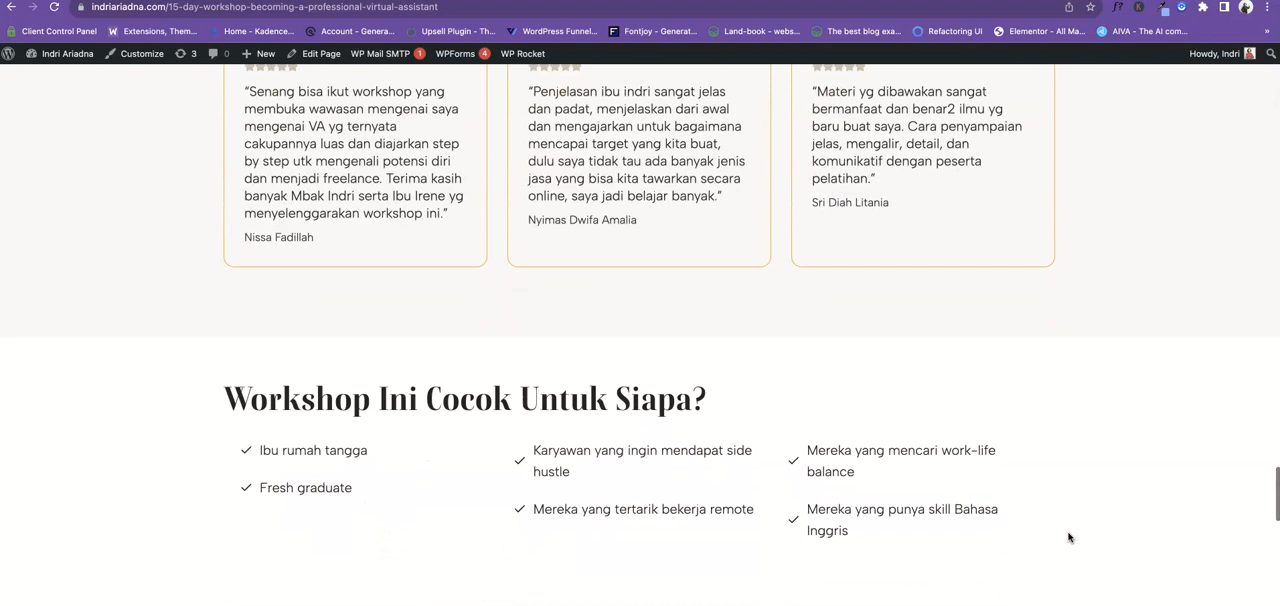 indriariadna.com/15-day-workshop-becoming-a-professional-virtual-assistant
Client Control Panel
Extensions, Them...
Home - Kadence...
Account - Genera...
Upsell Plugin - Th...
WordPress Funnel...
Fontjoy - Generat...
Land-book - webs...
The best blog exa...
Refactoring UI
Elementor - All Ma...
AIVA - The AI com...
»
Indri Ariadna
Customize
3
0
New
Edit Page
WP Mail SMTP 1
WPForms 4
WP Rocket
Howdy, Indri
“Senang bisa ikut workshop yang
membuka wawasan mengenai saya
mengenai VA yg ternyata
cakupannya luas dan diajarkan step
by step utk mengenali potensi diri
dan menjadi freelance. Terima kasih
banyak Mbak Indri serta Ibu Irene yg
menyelenggarakan workshop ini.”
Nissa Fadillah
“Penjelasan ibu indri sangat jelas
dan padat, menjelaskan dari awal
dan mengajarkan untuk bagaimana
mencapai target yang kita buat,
dulu saya tidak tau ada banyak jenis
jasa yang bisa kita tawarkan secara
online, saya jadi belajar banyak.”
Nyimas Dwifa Amalia
“Materi yg dibawakan sangat
bermanfaat dan benar2 ilmu yg
baru buat saya. Cara penyampaian
jelas, mengalir, detail, dan
komunikatif dengan peserta
pelatihan.”
Sri Diah Litania
Workshop Ini Cocok Untuk Siapa?
Ibu rumah tangga
Fresh graduate
Karyawan yang ingin mendapat side
hustle
Mereka yang tertarik bekerja remote
Mereka yang mencari work-life
balance
Mereka yang punya skill Bahasa
Inggris